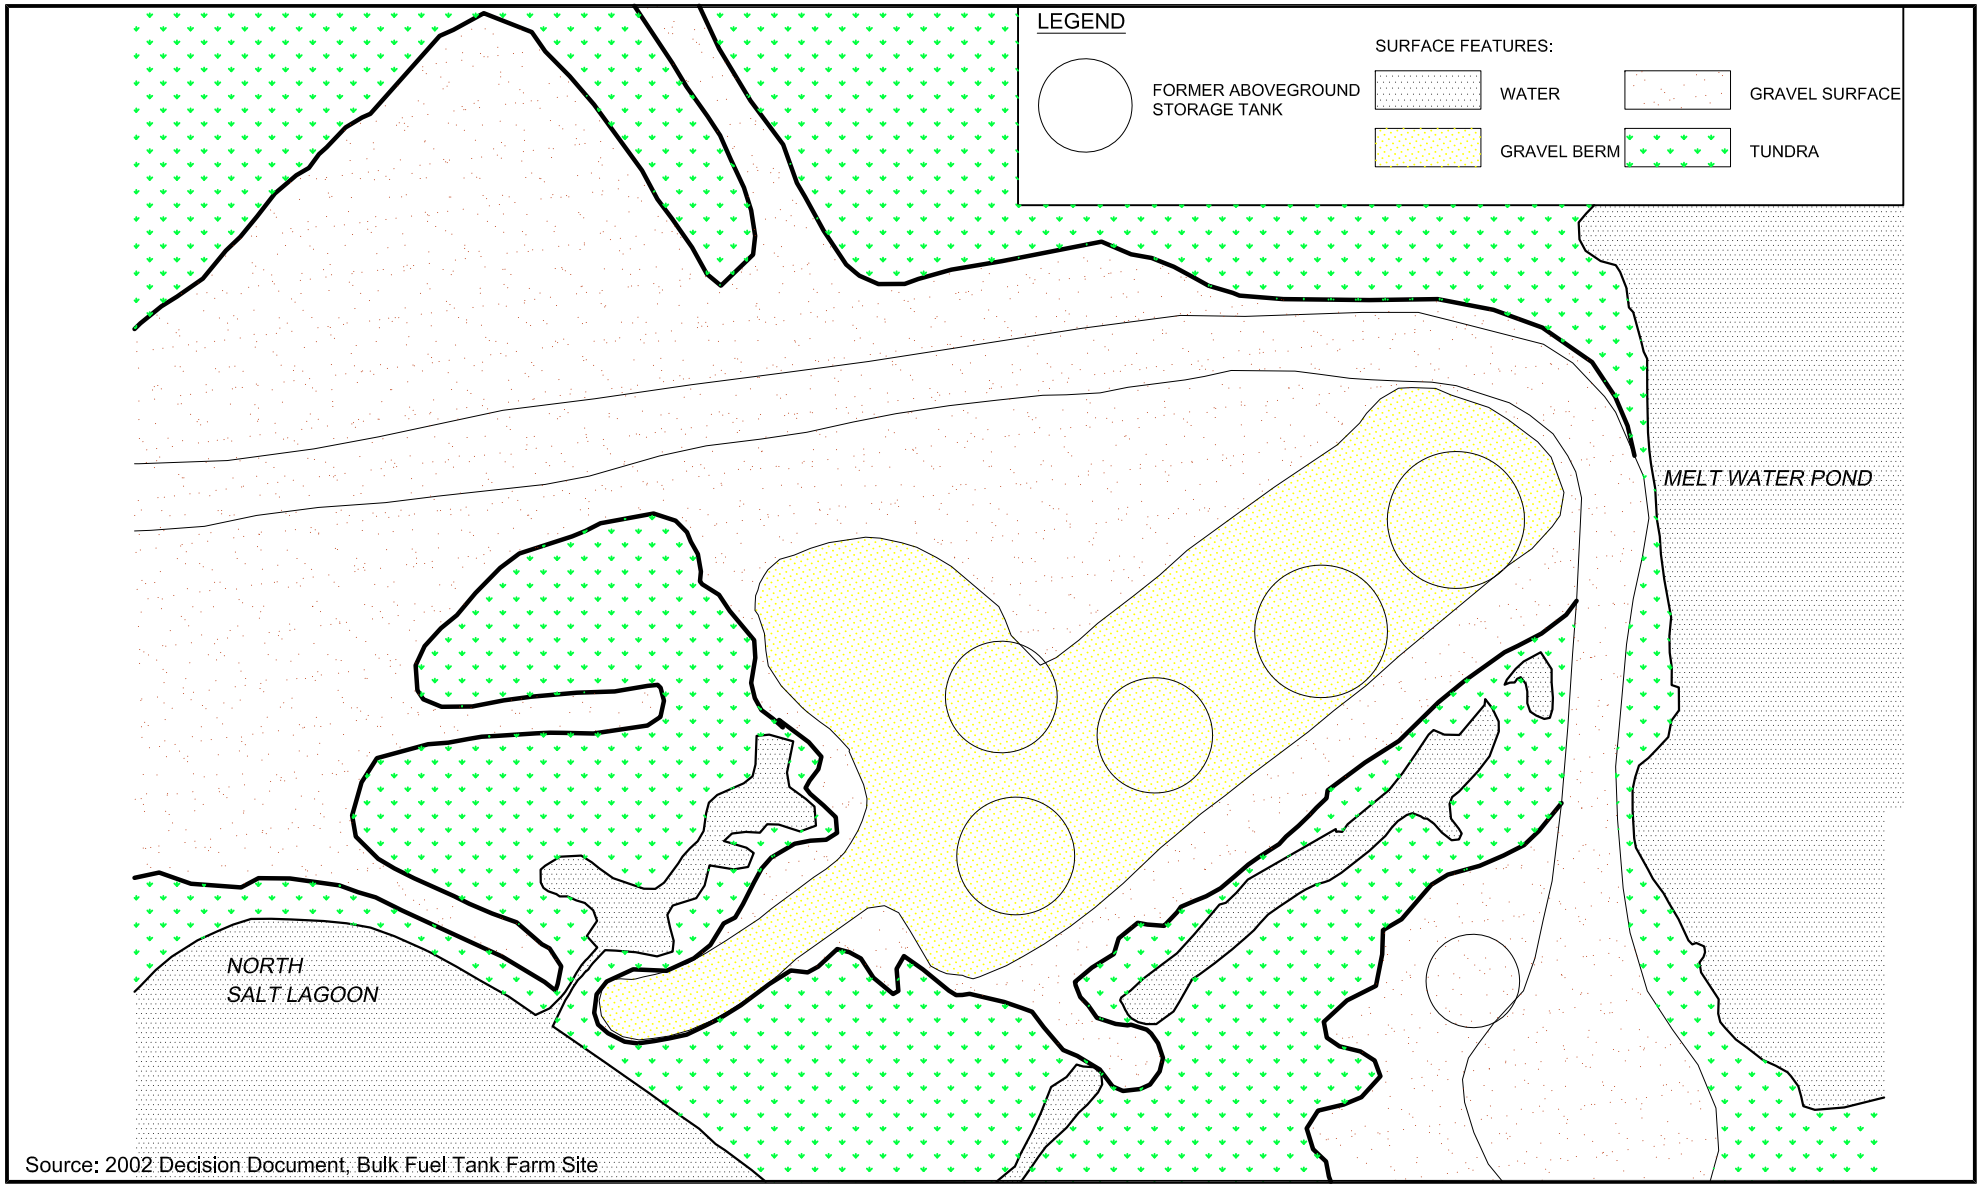 LEGEND
SURFACE FEATURES:
FORMER ABOVEGROUND
STORAGE TANK
WATER
GRAVEL SURFACE
GRAVEL BERM
TUNDRA
MELT WATER POND
NORTH
SALT LAGOON
Source: 2002 Decision Document, Bulk Fuel Tank Farm Site